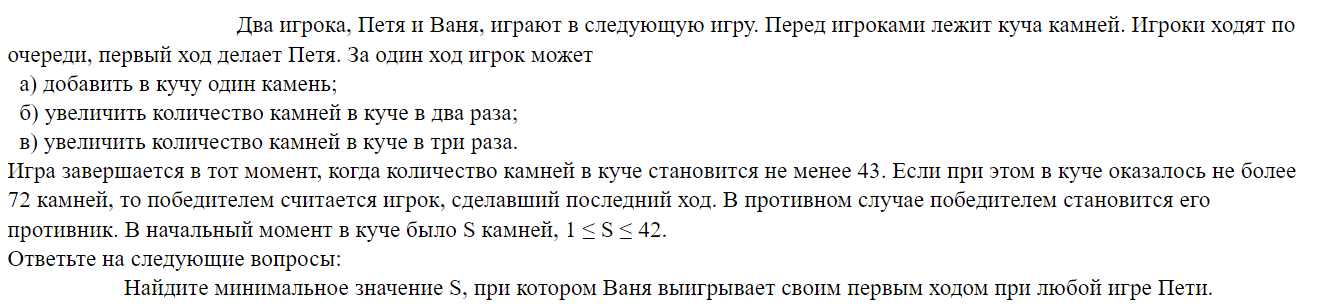 Два игрока, Петя и Ваня, играют в следующую игру. Перед игроками лежит куча камней. Игроки ходят по
очереди, первый ход делает Петя. За один ход игрок может
а) добавить в кучу один камень;
б) увеличить количество камней в куче в два раза;
в) увеличить количество камней в куче в три раза.
Игра завершается в тот момент, когда количество камней в куче становится не менее 43. Если при этом в куче оказалось не более
72 камней, то победителем считается игрок, сделавший последний ход. В противном случае победителем становится его
противник. В начальный момент в куче было S камней, 1 ≤ S ≤ 42.
Ответьте на следующие вопросы:
Найдите минимальное значение S, при котором Ваня выигрывает своим первым ходом при любой игре Пети.